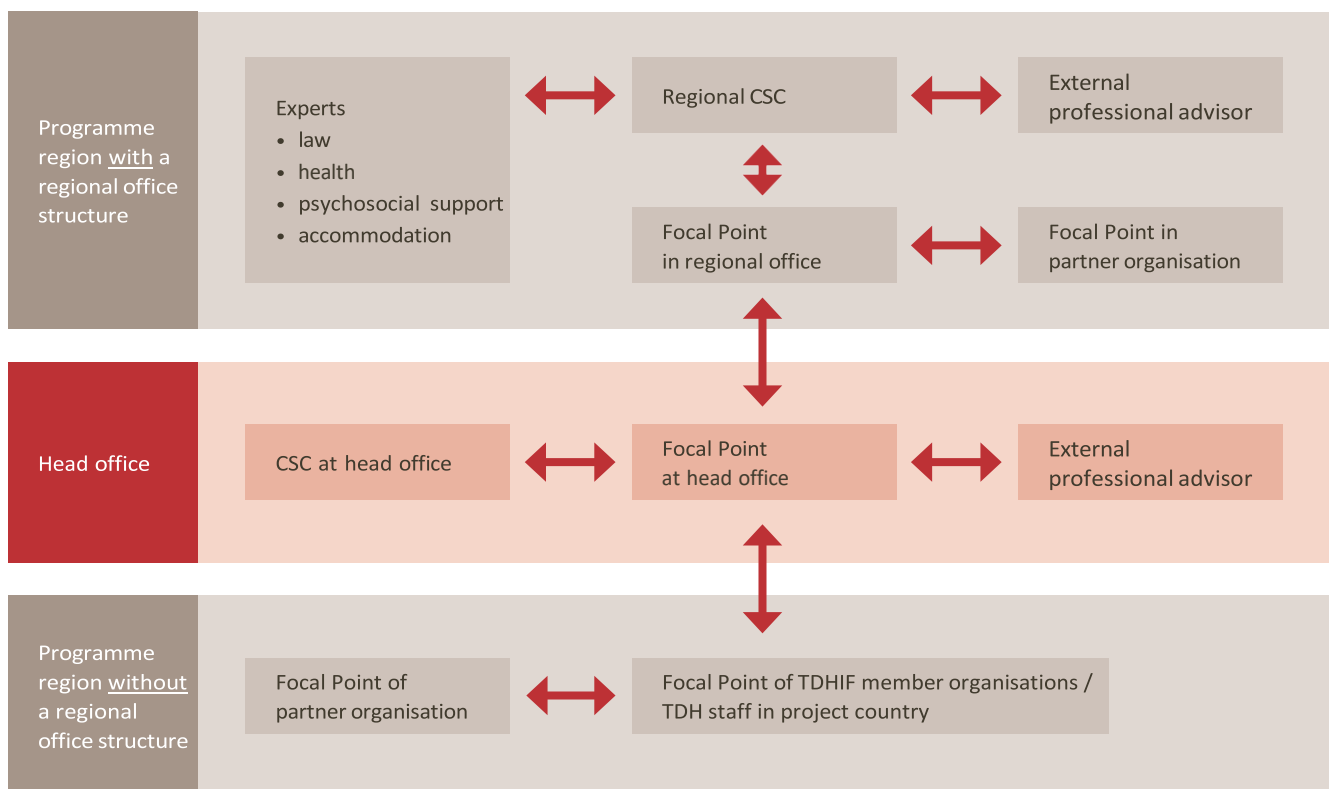 Programme
region with a
regional office
structure
Experts
• law
• health
• psychosocial support
• accommodation
Regional CSC
External
professional advisor
Focal Point
in regional office
Focal Point in
partner organisation
Head office
CSC at head office
Focal Point
at head office
External
professional advisor
Programme
region without
a regional
office structure
Focal Point of
partner organisation
Focal Point of TDHIF member organisations /
TDH staff in project country